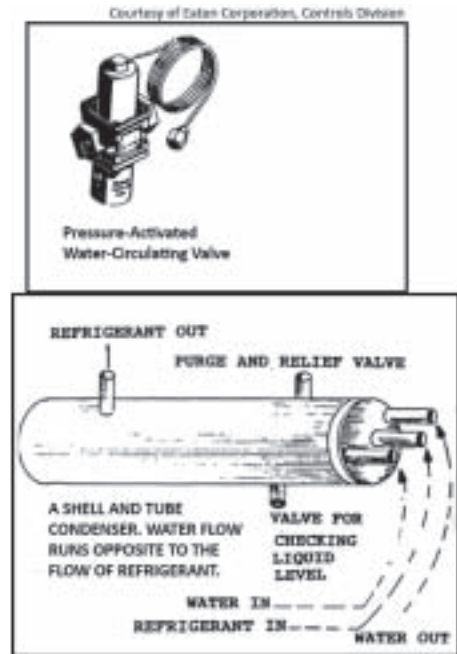 Courtesy of Eaton Corporation, Controls Division
Pressure-Activated
Water-Circulating Valve
REFRIGERANT OUT
PURGE AND RELIEF VALVE
A SHELL AND TUBE
CONDENSER. WATER FLOW
RUNS OPPOSITE TO THE
FLOW OF REFRIGERANT.
VALVE FOR
CHECKING
LIQUID
LEVEL
WATER IN
REFRIGERANT IN
WATER OUT